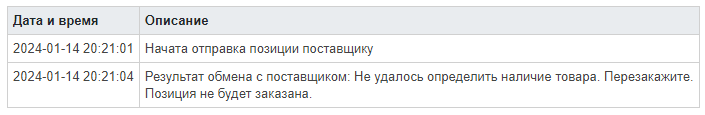 Дата и время Описание
2024-01-14 20:21:01 Начата отправка позиции поставщику
2024-01-14 20:21:04 Результат обмена с поставщиком: Не удалось определить наличие товара. Перезакажите.
Позиция не будет заказана.